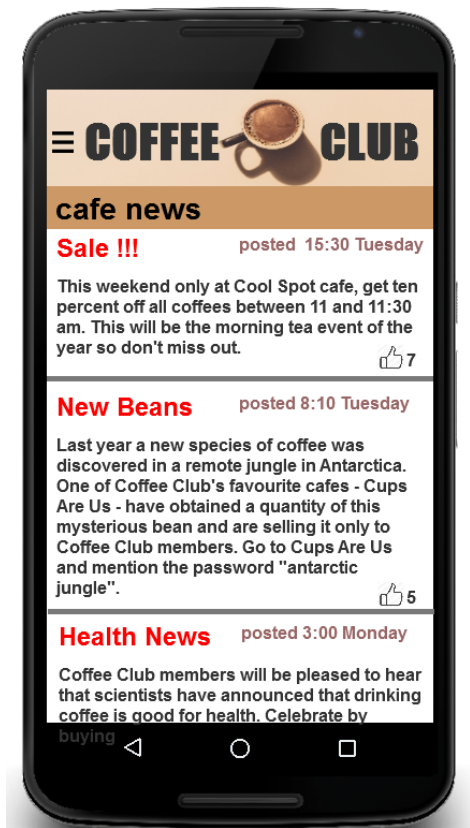 COFFEE CLUB
cafe news
Sale !!! posted 15:30 Tuesday
This weekend only at Cool Spot cafe, get ten
percent off all coffees between 11 and 11:30
am. This will be the morning tea event of the
year so don't miss out.
7
New Beans posted 8:10 Tuesday
Last year a new species of coffee was
discovered in a remote jungle in Antarctica.
One of Coffee Club's favourite cafes - Cups
Are Us - have obtained a quantity of this
mysterious bean and are selling it only to
Coffee Club members. Go to Cups Are Us
and mention the password "antarctic
jungle".
5
Health News posted 3:00 Monday
Coffee Club members will be pleased to hear
that scientists have announced that drinking
coffee is good for health. Celebrate by
buying